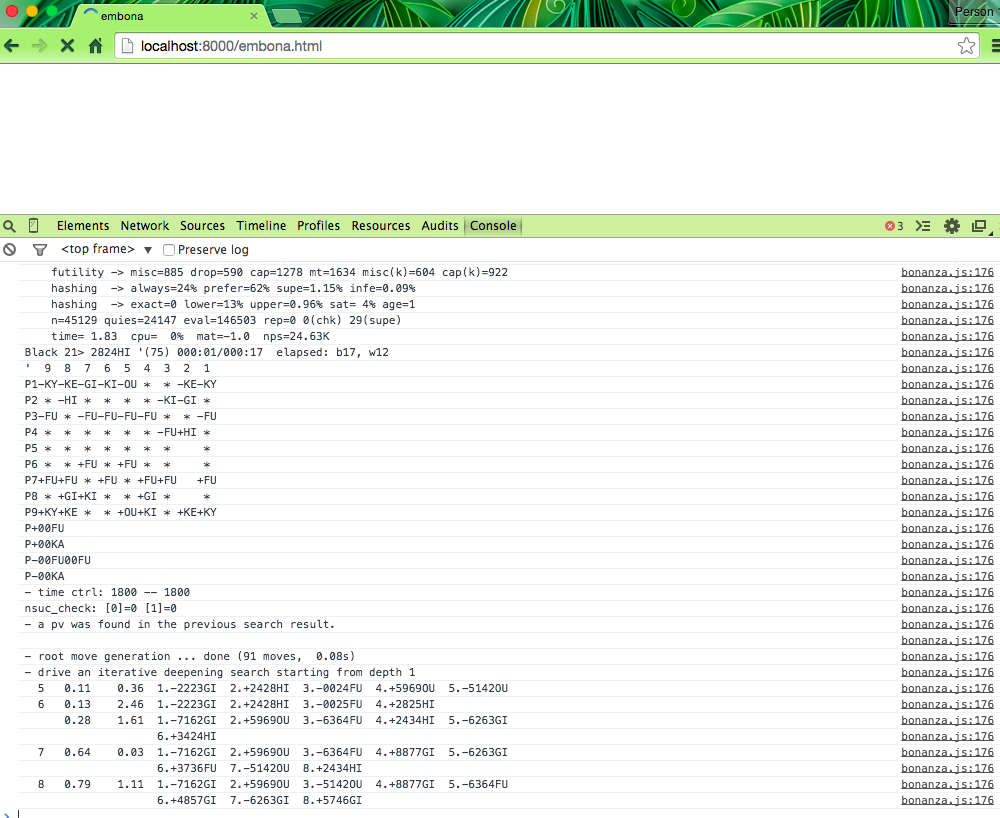 embona
Person
localhost:8000/embona.html
Elements Network Sources Timeline Profiles Resources Audits Console 3
<top frame> Preserve log
futility -> misc=885 drop=590 cap=1278 mt=1634 misc(k)=604 cap(k)=922 bonanza.js:176
hashing -> always=24% prefer=62% supe=1.15% infe=0.09% bonanza.js:176
hashing -> exact=0 lower=13% upper=0.96% sat= 4% age=1 bonanza.js:176
n=45129 quies=24147 eval=146503 rep=0 0(chk) 29(supe) bonanza.js:176
time= 1.83 cpu= 0% mat=-1.0 nps=24.63K bonanza.js:176
Black 21> 2824HI '(75) 000:01/000:17 elapsed: b17, w12 bonanza.js:176
' 9 8 7 6 5 4 3 2 1 bonanza.js:176
P1-KY-KE-GI-KI-OU * * -KE-KY bonanza.js:176
P2 * -HI * * * * -KI-GI * bonanza.js:176
P3-FU * -FU-FU-FU-FU * * -FU bonanza.js:176
P4 * * * * * * -FU+HI * bonanza.js:176
P5 * * * * * * * * bonanza.js:176
P6 * * +FU * +FU * * * bonanza.js:176
P7+FU+FU * +FU * +FU+FU +FU bonanza.js:176
P8 * +GI+KI * * +GI * * bonanza.js:176
P9+KY+KE * * +OU+KI * +KE+KY bonanza.js:176
P+00FU bonanza.js:176
P+00KA bonanza.js:176
P-00FU00FU bonanza.js:176
P-00KA bonanza.js:176
- time ctrl: 1800 -- 1800 bonanza.js:176
nsuc_check: [0]=0 [1]=0 bonanza.js:176
- a pv was found in the previous search result. bonanza.js:176
bonanza.js:176
- root move generation ... done (91 moves, 0.08s) bonanza.js:176
- drive an iterative deepening search starting from depth 1 bonanza.js:176
5 0.11 0.36 1.-2223GI 2.+2428HI 3.-0024FU 4.+5969OU 5.-5142OU bonanza.js:176
6 0.13 2.46 1.-2223GI 2.+2428HI 3.-0025FU 4.+2825HI bonanza.js:176
0.28 1.61 1.-7162GI 2.+5969OU 3.-6364FU 4.+2434HI 5.-6263GI bonanza.js:176
6.+3424HI bonanza.js:176
7 0.64 0.03 1.-7162GI 2.+5969OU 3.-6364FU 4.+8877GI 5.-6263GI bonanza.js:176
6.+3736FU 7.-5142OU 8.+2434HI bonanza.js:176
8 0.79 1.11 1.-7162GI 2.+5969OU 3.-5142OU 4.+8877GI 5.-6364FU bonanza.js:176
6.+4857GI 7.-6263GI 8.+5746GI bonanza.js:176